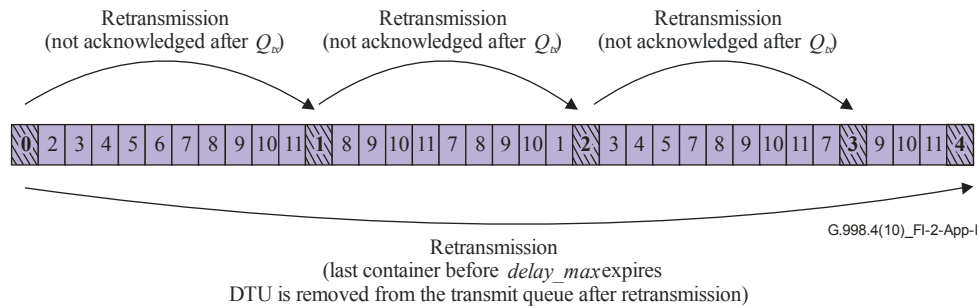 Retransmission
(not acknowledged after Q_tx)
Retransmission
(not acknowledged after Q_tx)
Retransmission
(not acknowledged after Q_tx)
0 2 3 4 5 6 7 8 9 10 11 1 8 9 10 11 7 8 9 10 1 2 3 4 5 7 8 9 10 11 7 3 9 10 11 4
G.998.4(10)_FI-2-App-I
Retransmission
(last container before delay_max expires
DTU is removed from the transmit queue after retransmission)